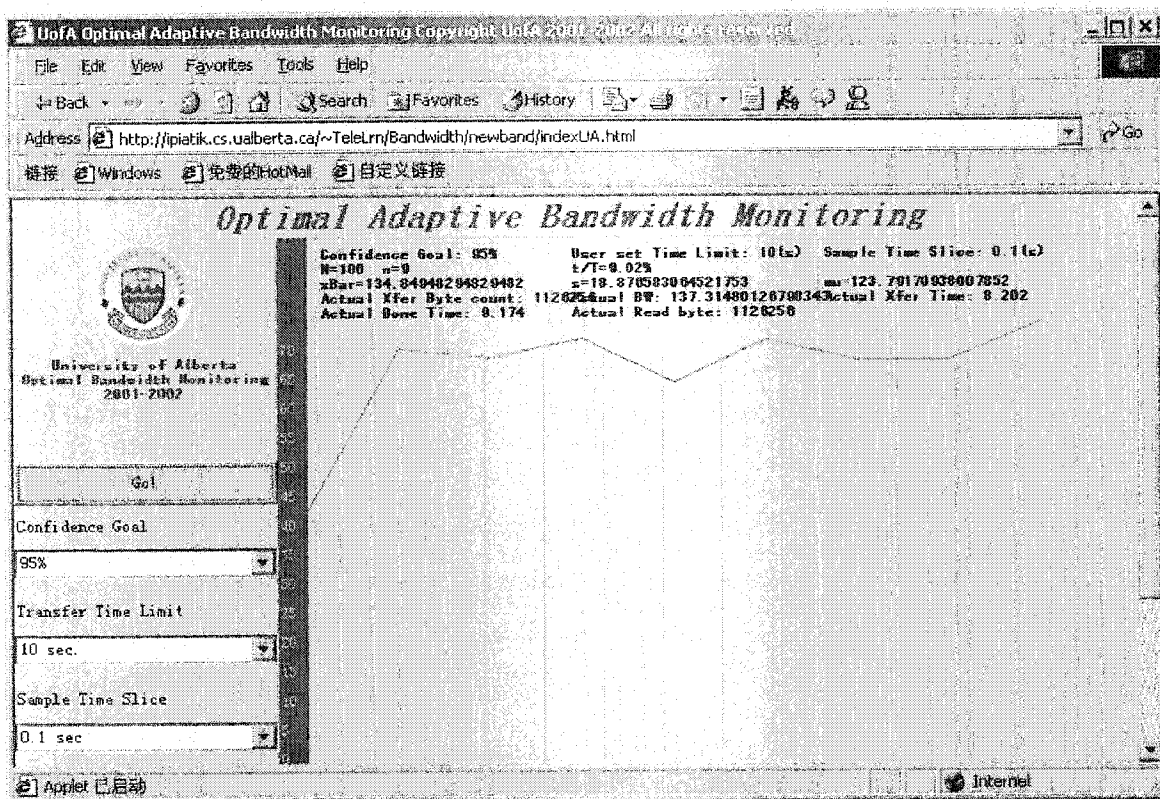 UofA Optimal Adaptive Bandwidth Monitoring Copyright UofA 2001-2002 All rights reserved
File Edit View Favorites Tools Help
Back Search Favorites History
Address http://ipiatik.cs.ualberta.ca/~TeleLrn/Bandwidth/newband/indexUA.html Go
链接 Windows 免费的HotMail 自定义链接
Optimal Adaptive Bandwidth Monitoring
Confidence Goal: 95% User set Time Limit: 10(s) Sample Time Slice: 0.1(s)
N=100 n=9 t/T=9.02%
xBar=134.84948294829482 s=18.876583064521753 mu=123.79170938007852
Actual Xfer Byte count: Actual BW: Actual Xfer Time: 8.202
Actual Done Time: 8.174 Actual Read byte: 1126256
University of Alberta
Optimal Bandwidth Monitoring
2001-2002
Go!
Confidence Goal
95%
Transfer Time Limit
10 sec.
Sample Time Slice
0.1 sec
Applet 已启动 Internet